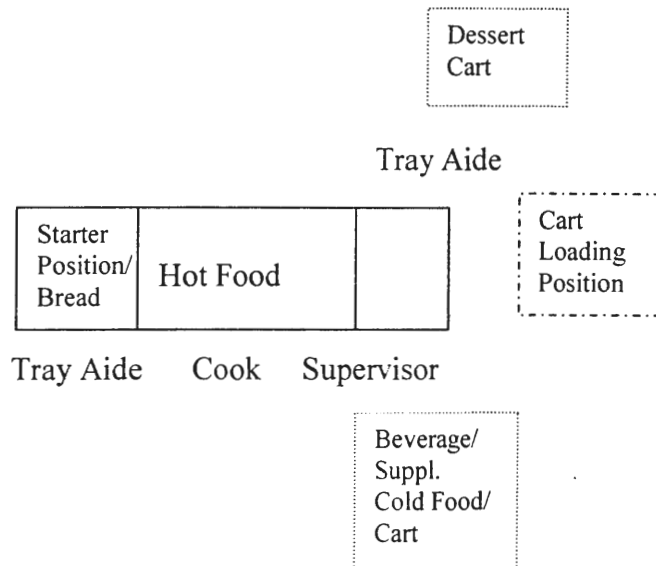 Dessert
Cart
Tray Aide
Starter
Position/
Bread
Hot Food
Cart
Loading
Position
Tray Aide Cook Supervisor
Beverage/
Suppl.
Cold Food/
Cart